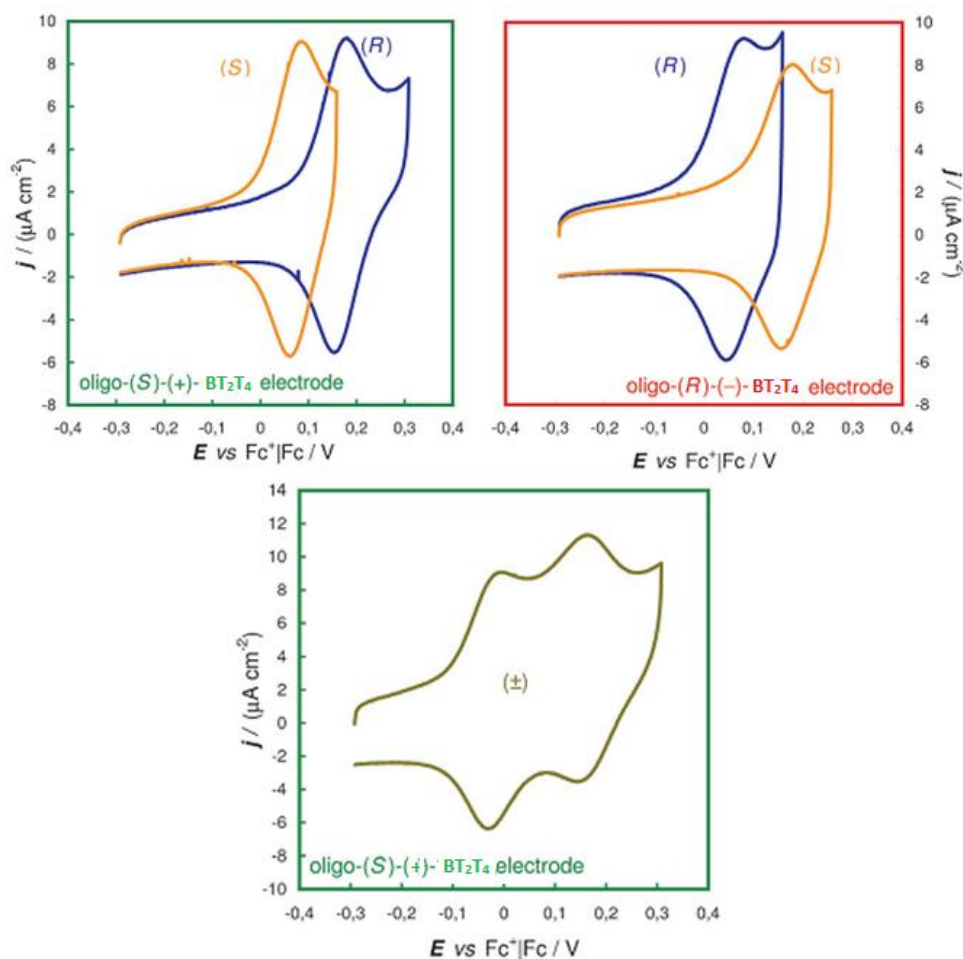 10
8
6
4
2
0
-2
-4
-6
-8
j / (µA cm⁻²)
(S)
(R)
oligo-(S)-(+)- BT₂T₄ electrode
-0,4 -0,3 -0,2 -0,1 0 0,1 0,2 0,3 0,4
E vs Fc⁺|Fc / V
(R)
(S)
oligo-(R)-(–)- BT₂T₄ electrode
10
8
6
4
2
0
-2
-4
-6
-8
j / (µA cm⁻²)
-0,4 -0,3 -0,2 -0,1 0 0,1 0,2 0,3 0,4
E vs Fc⁺|Fc / V
14
12
10
8
6
4
2
0
-2
-4
-6
-8
-10
j / (µA cm⁻²)
(±)
oligo-(S)-(+)- BT₂T₄ electrode
-0,4 -0,3 -0,2 -0,1 0 0,1 0,2 0,3 0,4
E vs Fc⁺|Fc / V